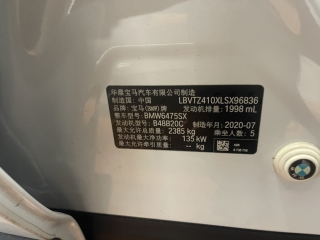 华晨宝马汽车有限公司制造
制造国: 中国 LBVTZ410XLSX96836
品 牌: 宝马(BMW)牌 发动机排量: 1998 mL
整车型号: BMW6475SX
发动机型号: B48B20C 制造年月: 2020-07
最大允许总质量: 2385 kg 乘坐人数: 5
发动机最大净功率: 135 kW
最大允许牵引质量: -- kg